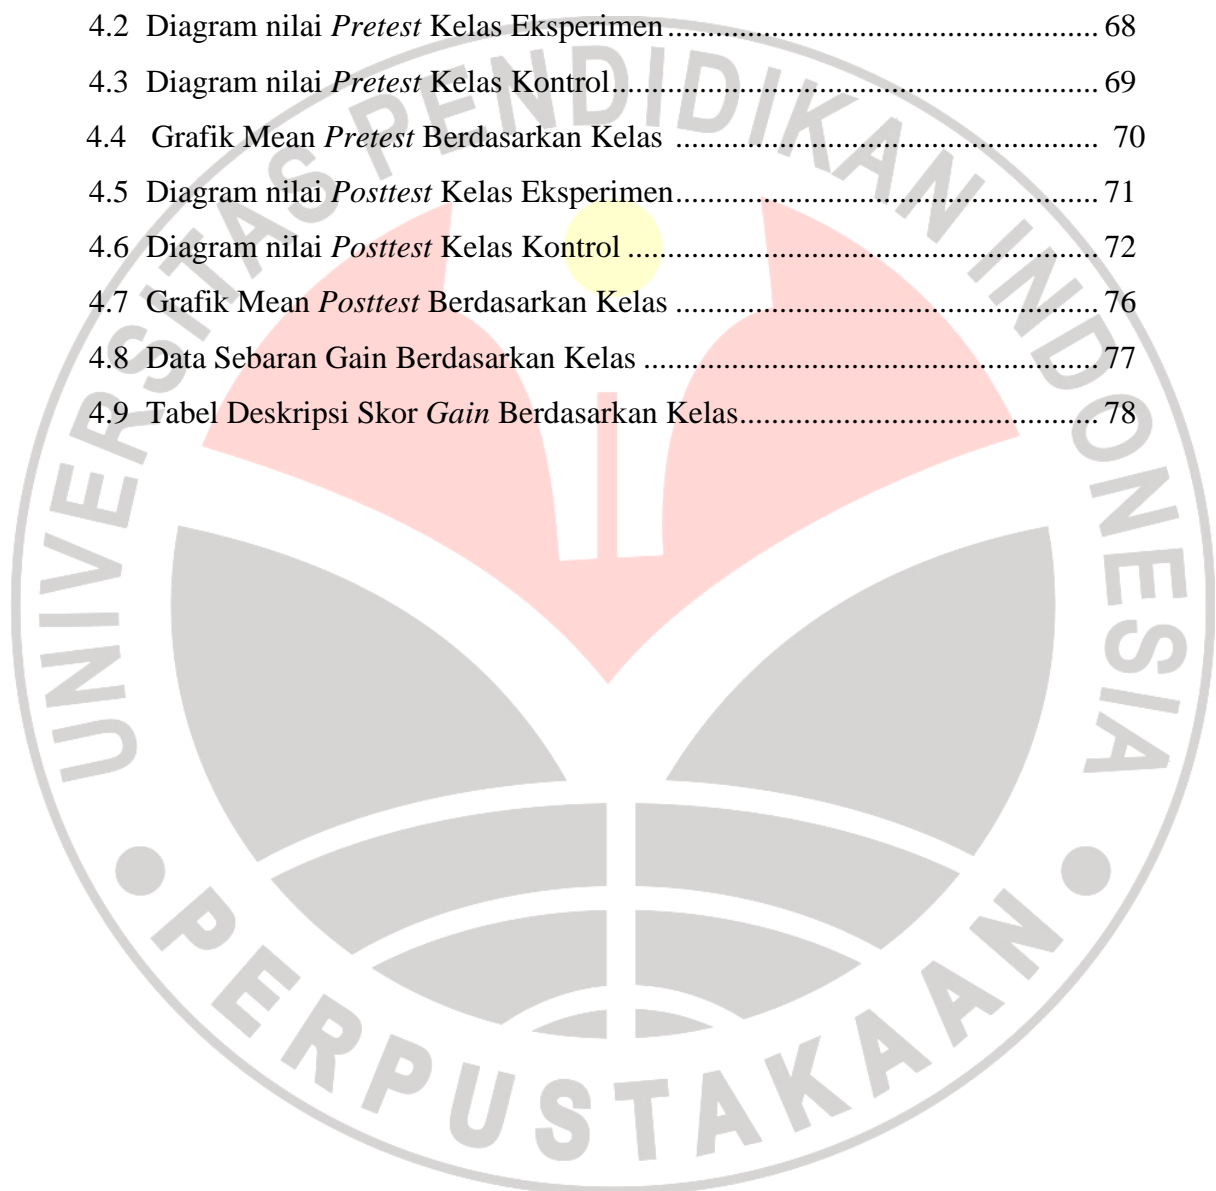 4.2 Diagram nilai Pretest Kelas Eksperimen ........................................................ 68
4.3 Diagram nilai Pretest Kelas Kontrol ............................................................... 69
4.4 Grafik Mean Pretest Berdasarkan Kelas ....................................................... 70
4.5 Diagram nilai Posttest Kelas Eksperimen ....................................................... 71
4.6 Diagram nilai Posttest Kelas Kontrol ............................................................. 72
4.7 Grafik Mean Posttest Berdasarkan Kelas ....................................................... 76
4.8 Data Sebaran Gain Berdasarkan Kelas ........................................................... 77
4.9 Tabel Deskripsi Skor Gain Berdasarkan Kelas ............................................... 78
UNIVERSITAS PENDIDIKAN INDONESIA
PERPUSTAKAAN